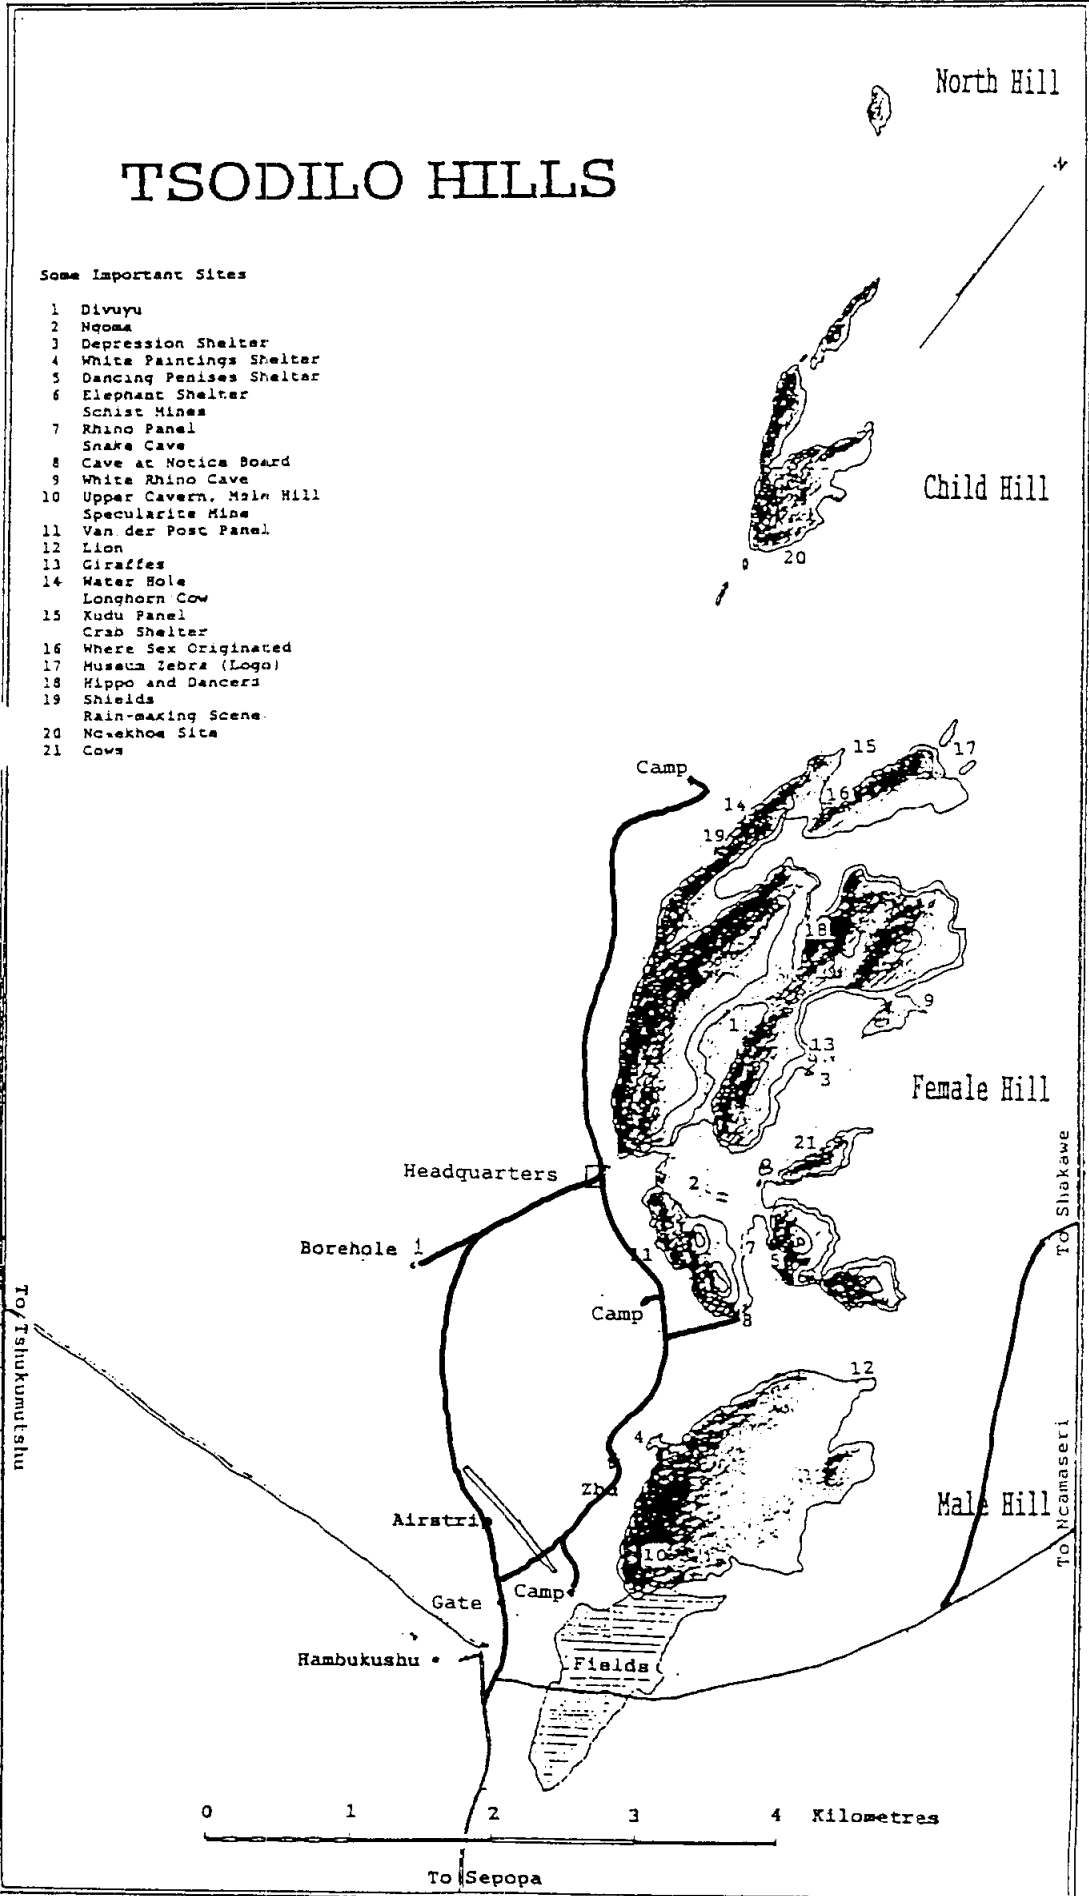 North Hill
N
TSODILO HILLS
Some Important Sites
1 Divuyu
2 Nqoma
3 Depression Shelter
4 White Paintings Shelter
5 Dancing Penises Shelter
6 Elephant Shelter
Schist Mines
7 Rhino Panel
Snake Cave
8 Cave at Notice Board
9 White Rhino Cave
10 Upper Cavern, Male Hill
Specularite Mine
11 Van der Post Panel
12 Lion
13 Giraffes
14 Water Hole
Longhorn Cow
15 Kudu Panel
Crab Shelter
16 Where Sex Originated
17 Museum Zebra (Logo)
18 Hippo and Dancers
19 Shields
Rain-making Scene
20 Site
21 Cows
Child Hill
20
15
17
Camp
16
14
19
18
9
1
13
3
Female Hill
21
Headquarters
2
To Shakawe
Borehole
7
11
5
6
Camp
8
To Tshukumutshu
12
4
Male Hill
To Ncamaseri
Airstri
10
Gate
Camp
Hambukushu
Fields
0 1 2 3 4 Kilometres
To Sepopa